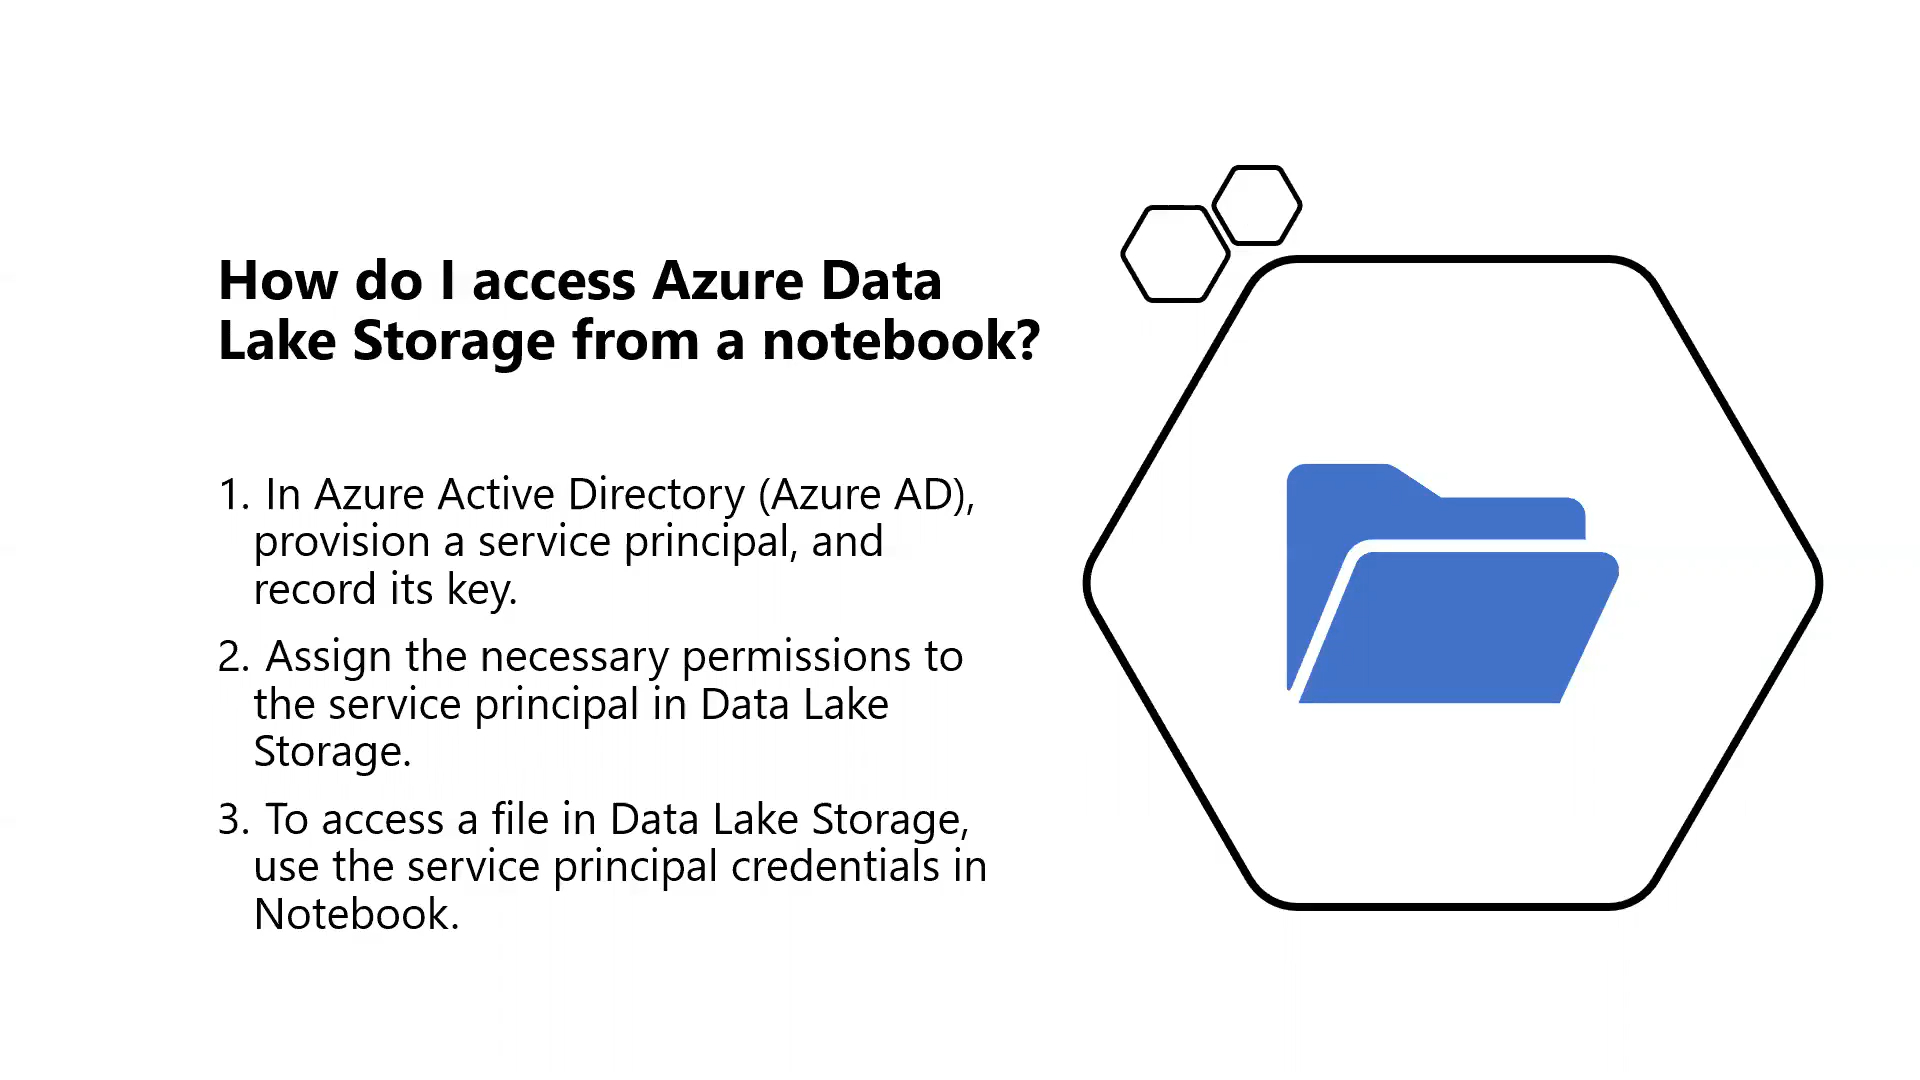 How do I access Azure Data
Lake Storage from a notebook?
1. In Azure Active Directory (Azure AD),
provision a service principal, and
record its key.
2. Assign the necessary permissions to
the service principal in Data Lake
Storage.
3. To access a file in Data Lake Storage,
use the service principal credentials in
Notebook.